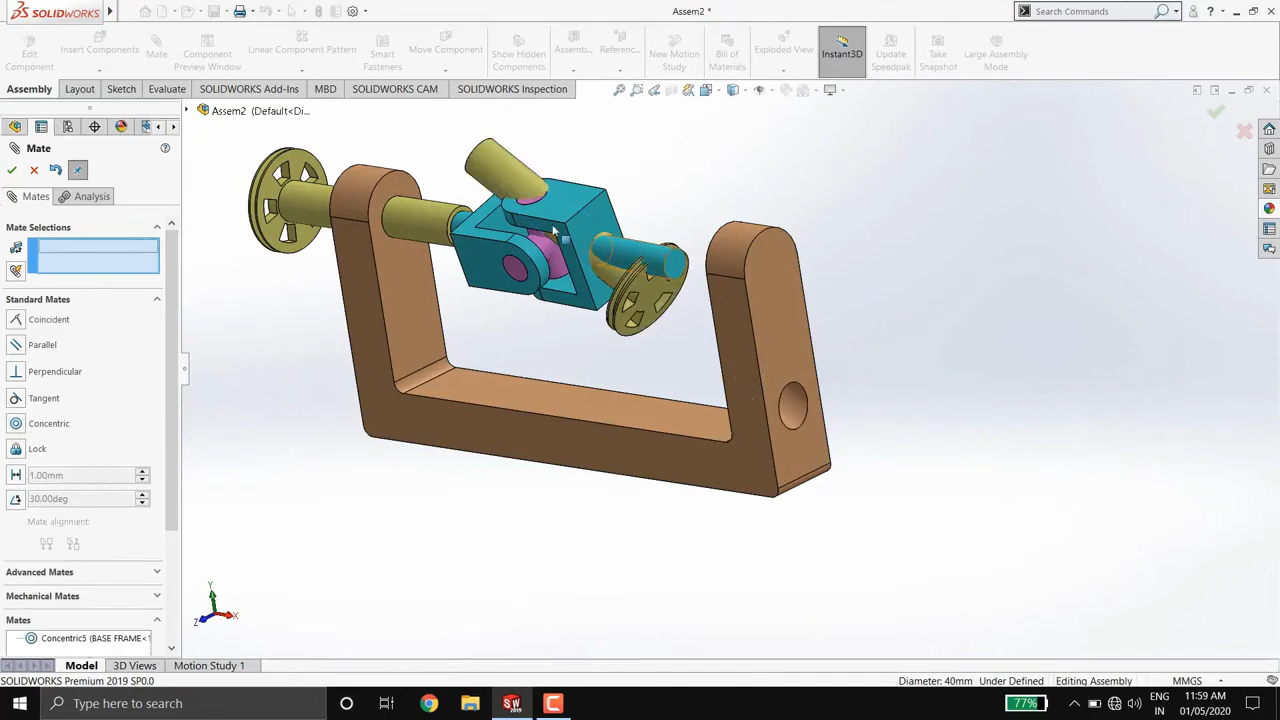 SOLIDWORKS
Assem2 *
Search Commands
Edit Component
Insert Components
Mate
Component Preview Window
Linear Component Pattern
Smart Fasteners
Move Component
Show Hidden Components
Assemb...
Referenc...
New Motion Study
Bill of Materials
Exploded View
Instant3D
Update Speedpak
Take Snapshot
Large Assembly Mode
Assembly Layout Sketch Evaluate SOLIDWORKS Add-Ins MBD SOLIDWORKS CAM SOLIDWORKS Inspection
Assem2 (Default<Di...
Mate
Mates Analysis
Mate Selections
Standard Mates
Coincident
Parallel
Perpendicular
Tangent
Concentric
Lock
1.00mm
30.00deg
Mate alignment:
Advanced Mates
Mechanical Mates
Mates
Concentric5 (BASE FRAME<1
Y
X
Z
Model 3D Views Motion Study 1
SOLIDWORKS Premium 2019 SP0.0
Diameter: 40mm Under Defined Editing Assembly MMGS
Type here to search
SW
2019
77%
ENG
IN
11:59 AM
01/05/2020